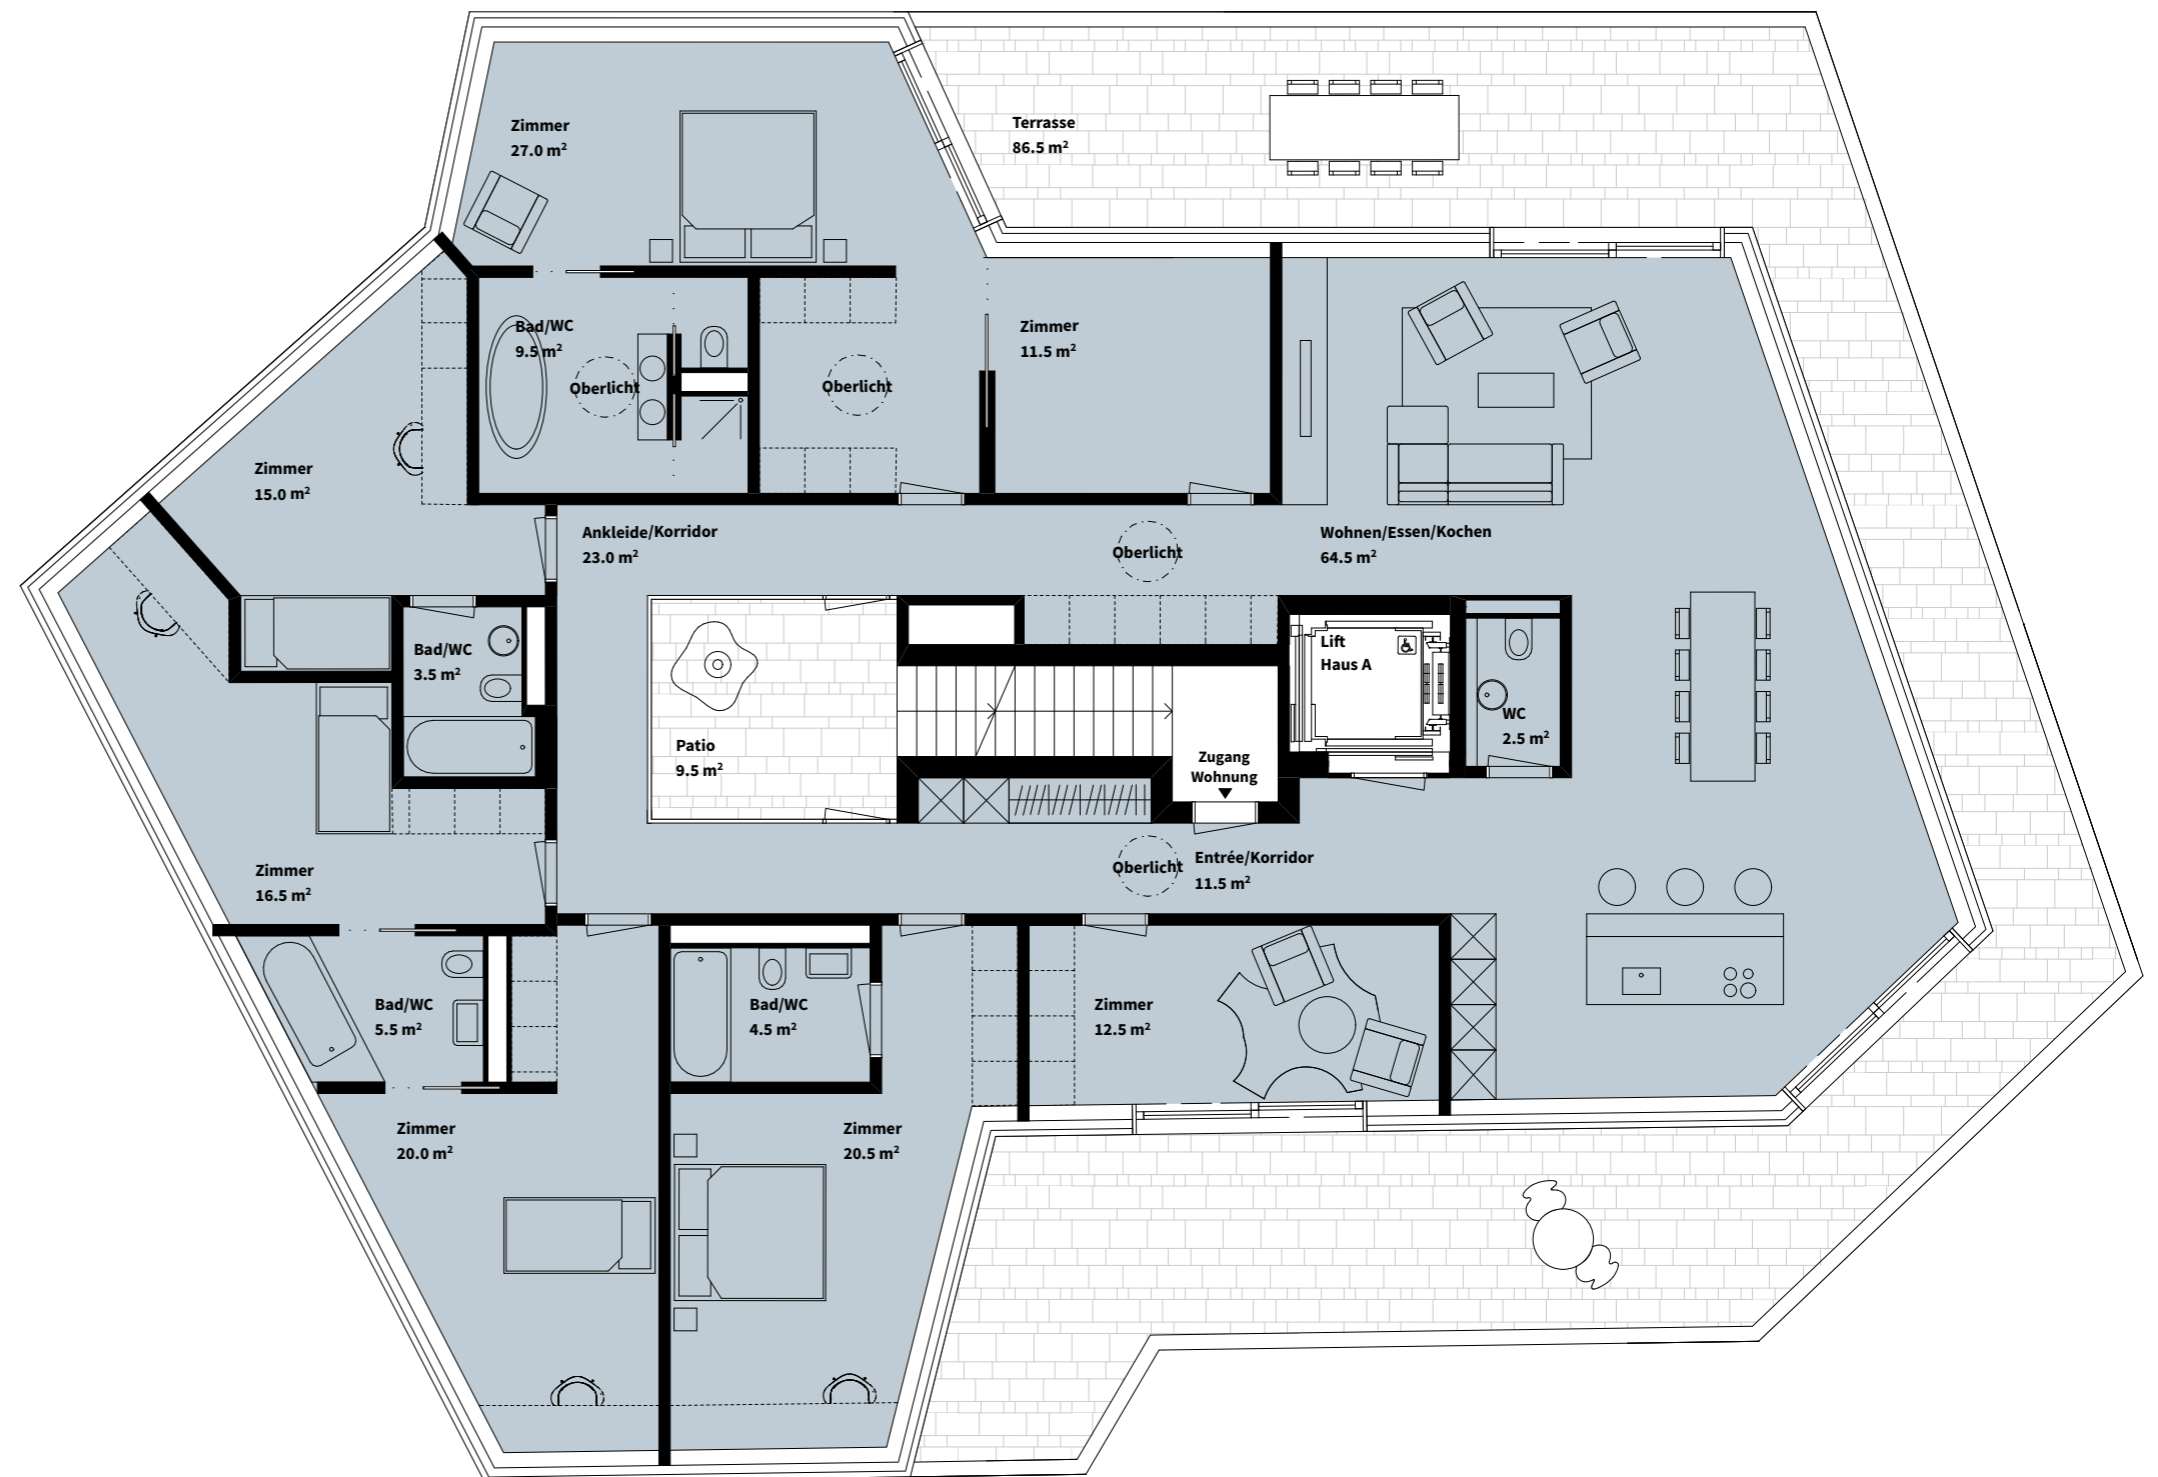 Zimmer
27.0 m²
Terrasse
86.5 m²
Bad/WC
9.5 m²
Oberlicht
Oberlicht
Zimmer
11.5 m²
Zimmer
15.0 m²
Ankleide/Korridor
23.0 m²
Oberlicht
Wohnen/Essen/Kochen
64.5 m²
Bad/WC
3.5 m²
Lift
Haus A
WC
2.5 m²
Patio
9.5 m²
Zugang
Wohnung
Zimmer
16.5 m²
Oberlicht
Entrée/Korridor
11.5 m²
Bad/WC
5.5 m²
Bad/WC
4.5 m²
Zimmer
12.5 m²
Zimmer
20.0 m²
Zimmer
20.5 m²